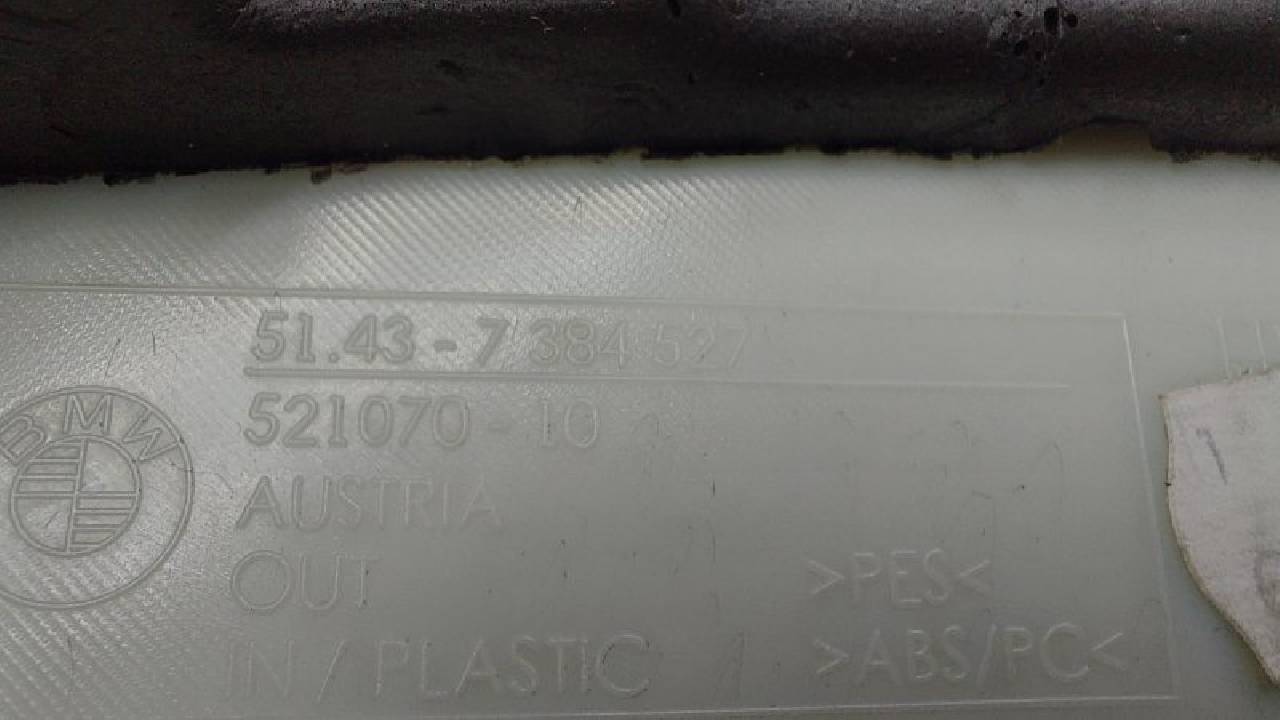 51.43 - 7 384 527
BMW
521070 - 10
AUSTRIA
OUT >PES<
IN / PLASTIC >ABS/PC<